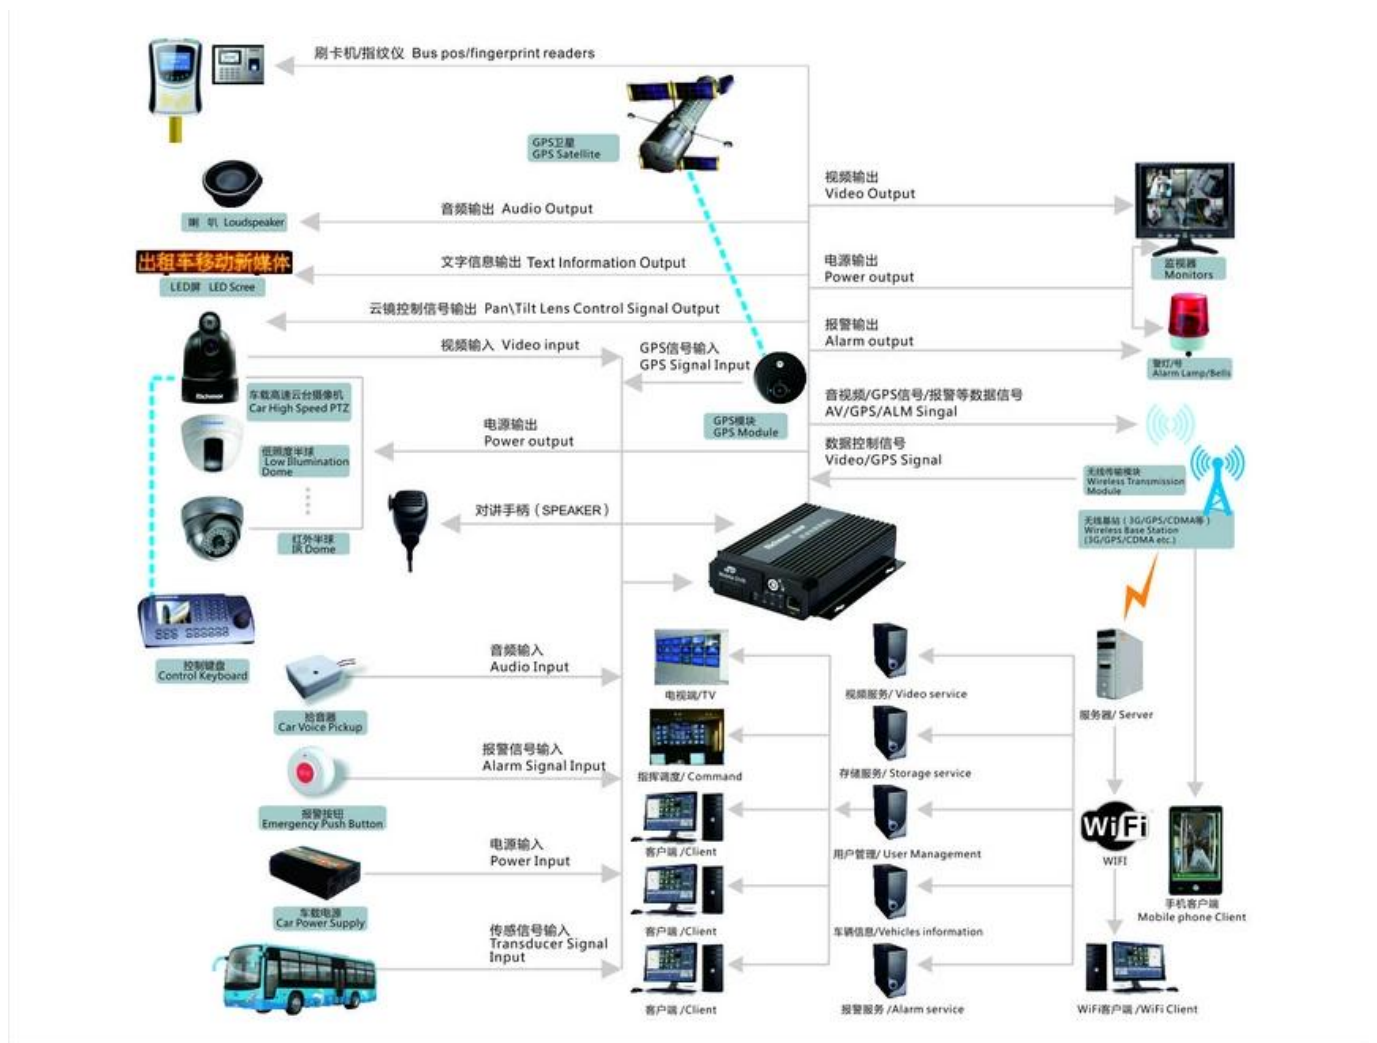 刷卡机/指纹仪 Bus pos/fingerprint readers
GPS卫星
GPS Satellite
喇 叭 Loudspeaker
音频输出 Audio Output
视频输出
Video Output
出租车移动新媒体
LED屏 LED Scree
文字信息输出 Text Information Output
电源输出
Power output
监视器
Monitors
云镜控制信号输出 Pan\Tilt Lens Control Signal Output
视频输入 Video input
GPS信号输入
GPS Signal Input
报警输出
Alarm output
警灯/号
Alarm Lamp/Bells
车载高速云台摄像机
Car High Speed PTZ
GPS模块
GPS Module
音视频/GPS信号/报警等数据信号
AV/GPS/ALM Singal
电源输出
Power output
数据控制信号
Video/GPS Signal
低照度半球
Low Illumination
Dome
无线传输模块
Wireless Transmission
Module
对讲手柄（SPEAKER）
红外半球
IR Dome
无线基站（3G/GPS/CDMA等）
Wireless Base Station
(3G/GPS/CDMA etc.)
控制键盘
Control Keyboard
音频输入
Audio Input
拾音器
Car Voice Pickup
电视端/TV
视频服务/ Video service
服务器/ Server
报警信号输入
Alarm Signal Input
指挥调度/ Command
存储服务/ Storage service
报警按钮
Emergency Push Button
电源输入
Power Input
客户端 /Client
用户管理/ User Management
WiFi
WIFI
车载电源
Car Power Supply
手机客户端
Mobile phone Client
传感信号输入
Transducer Signal
Input
客户端 /Client
车辆信息/Vehicles information
客户端 /Client
报警服务 /Alarm service
WiFi客户端 /WiFi Client